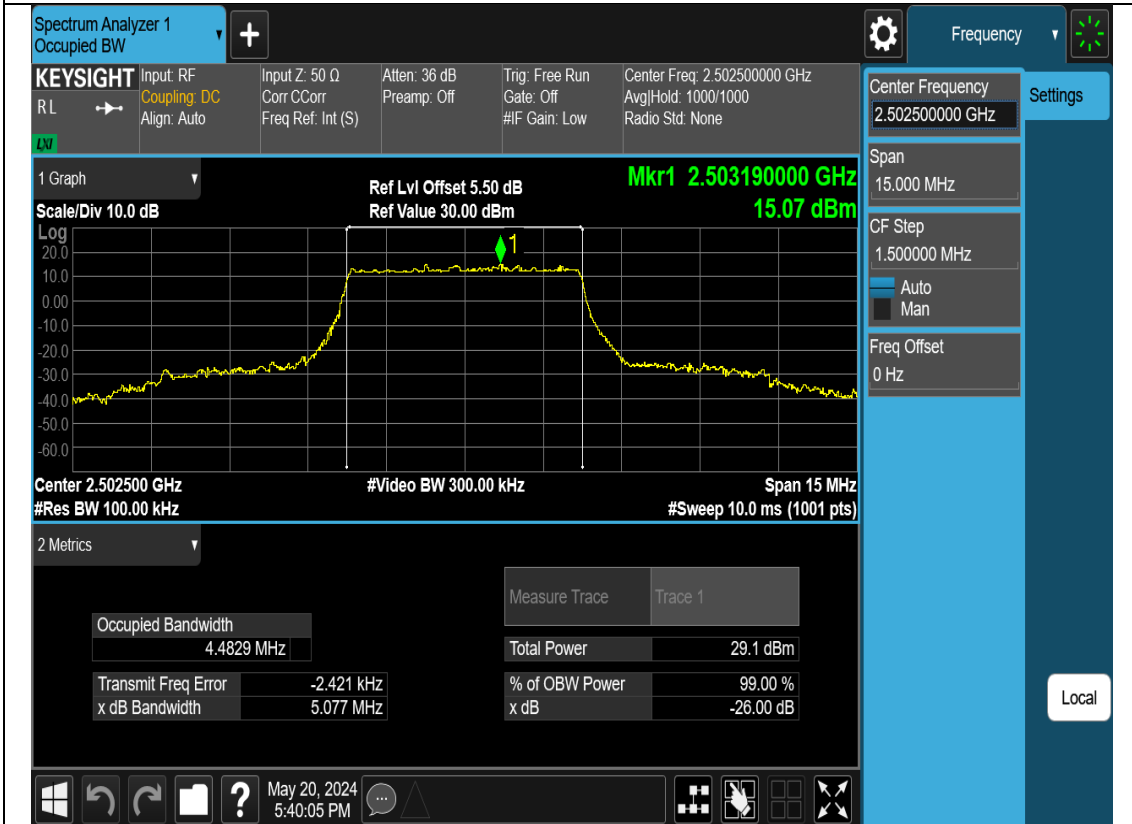 Spectrum Analyzer 1
Occupied BW
+
Frequency
KEYSIGHT
RL
LXI
Input: RF
Coupling: DC
Align: Auto
Input Z: 50 Ω
Corr CCorr
Freq Ref: Int (S)
Atten: 36 dB
Preamp: Off
Trig: Free Run
Gate: Off
#IF Gain: Low
Center Freq: 2.502500000 GHz
Avg|Hold: 1000/1000
Radio Std: None
Center Frequency
2.502500000 GHz
Settings
Span
15.000 MHz
CF Step
1.500000 MHz
Auto
Man
Freq Offset
0 Hz
1 Graph
Scale/Div 10.0 dB
Ref Lvl Offset 5.50 dB
Ref Value 30.00 dBm
Mkr1 2.503190000 GHz
15.07 dBm
Log
20.0
10.0
0.00
-10.0
-20.0
-30.0
-40.0
-50.0
-60.0
1
Center 2.502500 GHz
#Video BW 300.00 kHz
Span 15 MHz
#Res BW 100.00 kHz
#Sweep 10.0 ms (1001 pts)
2 Metrics
Measure Trace
Trace 1
Occupied Bandwidth
4.4829 MHz
Total Power 29.1 dBm
Transmit Freq Error -2.421 kHz
% of OBW Power 99.00 %
x dB Bandwidth 5.077 MHz
x dB -26.00 dB
Local
?
May 20, 2024
5:40:05 PM